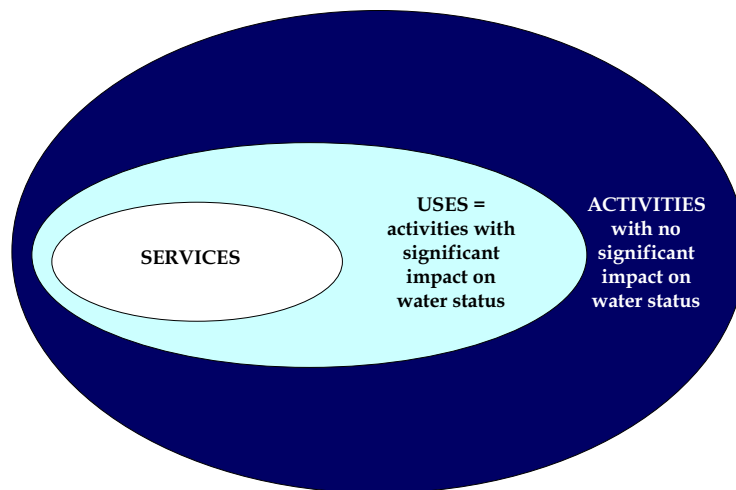 SERVICES
USES =
activities with
significant
impact on
water status
ACTIVITIES
with no
significant
impact on
water status